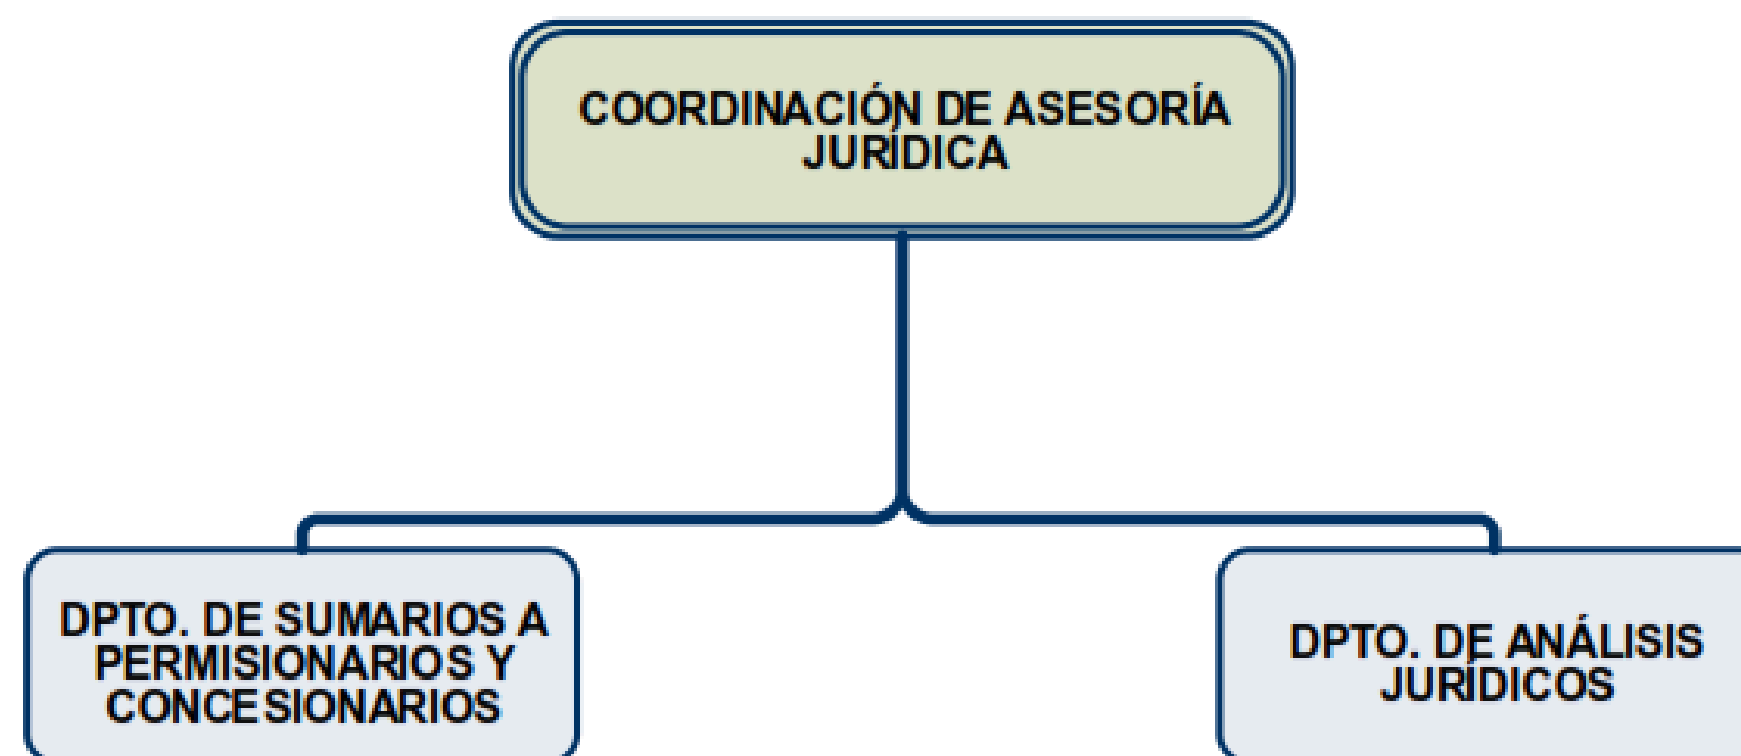 COORDINACIÓN DE ASESORÍA
JURÍDICA
DPTO. DE SUMARIOS A
PERMISIONARIOS Y
CONCESIONARIOS
DPTO. DE ANÁLISIS
JURÍDICOS